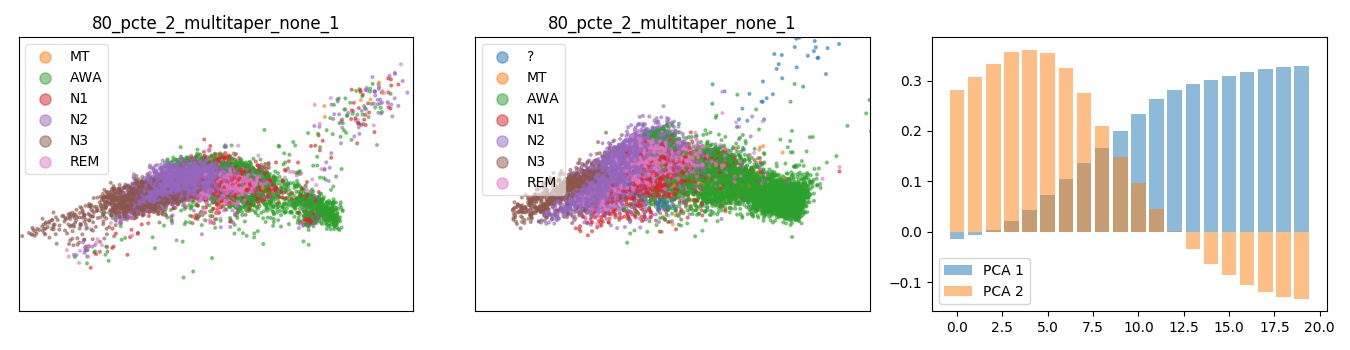 80_pcte_2_multitaper_none_1
MT
AWA
N1
N2
N3
REM
80_pcte_2_multitaper_none_1
?
MT
AWA
N1
N2
N3
REM
0.3
0.2
0.1
0.0
−0.1
PCA 1
PCA 2
0.0 2.5 5.0 7.5 10.0 12.5 15.0 17.5 20.0